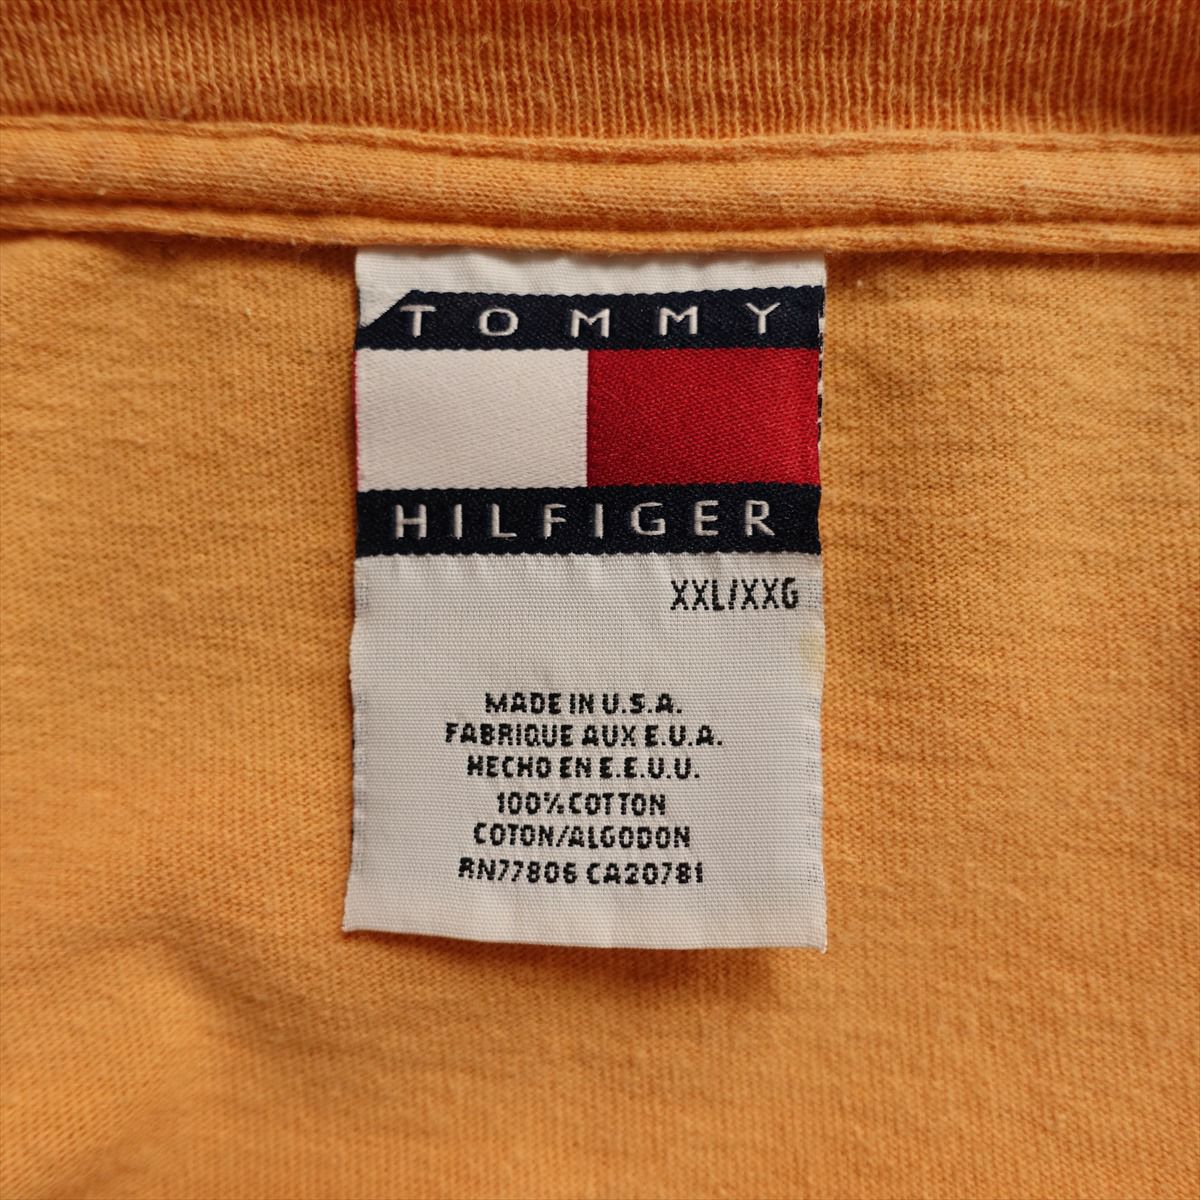 TOMMY
HILFIGER
XXL/XXG
MADE IN U.S.A.
FABRIQUE AUX E.U.A.
HECHO EN E.E.U.U.
100% COTTON
COTON/ALGODON
RN77806 CA20781